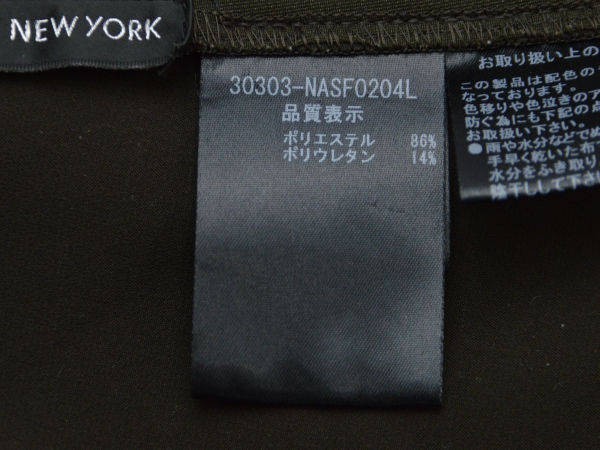 NEW YORK
30303-NASF0204L
品質表示
ポリエステル 86%
ポリウレタン 14%
お取り扱い上の
この製品は配色の
なっております。
色移りや色泣きのア
防ぐ為にも下記の点
お取扱い下さい。
●雨や水分などでぬ
手早く乾いた布で
水分をふき取り
陰干しして下さ